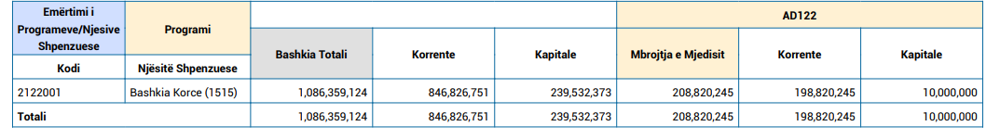 Emërtimi i
Programeve/Njesive
Shpenzuese
Programi
AD122
Bashkia Totali
Korrente
Kapitale
Mbrojtja e Mjedisit
Korrente
Kapitale
Kodi
Njësitë Shpenzuese
2122001
Bashkia Korce (1515)
1,086,359,124
846,826,751
239,532,373
208,820,245
198,820,245
10,000,000
Totali
1,086,359,124
846,826,751
239,532,373
208,820,245
198,820,245
10,000,000